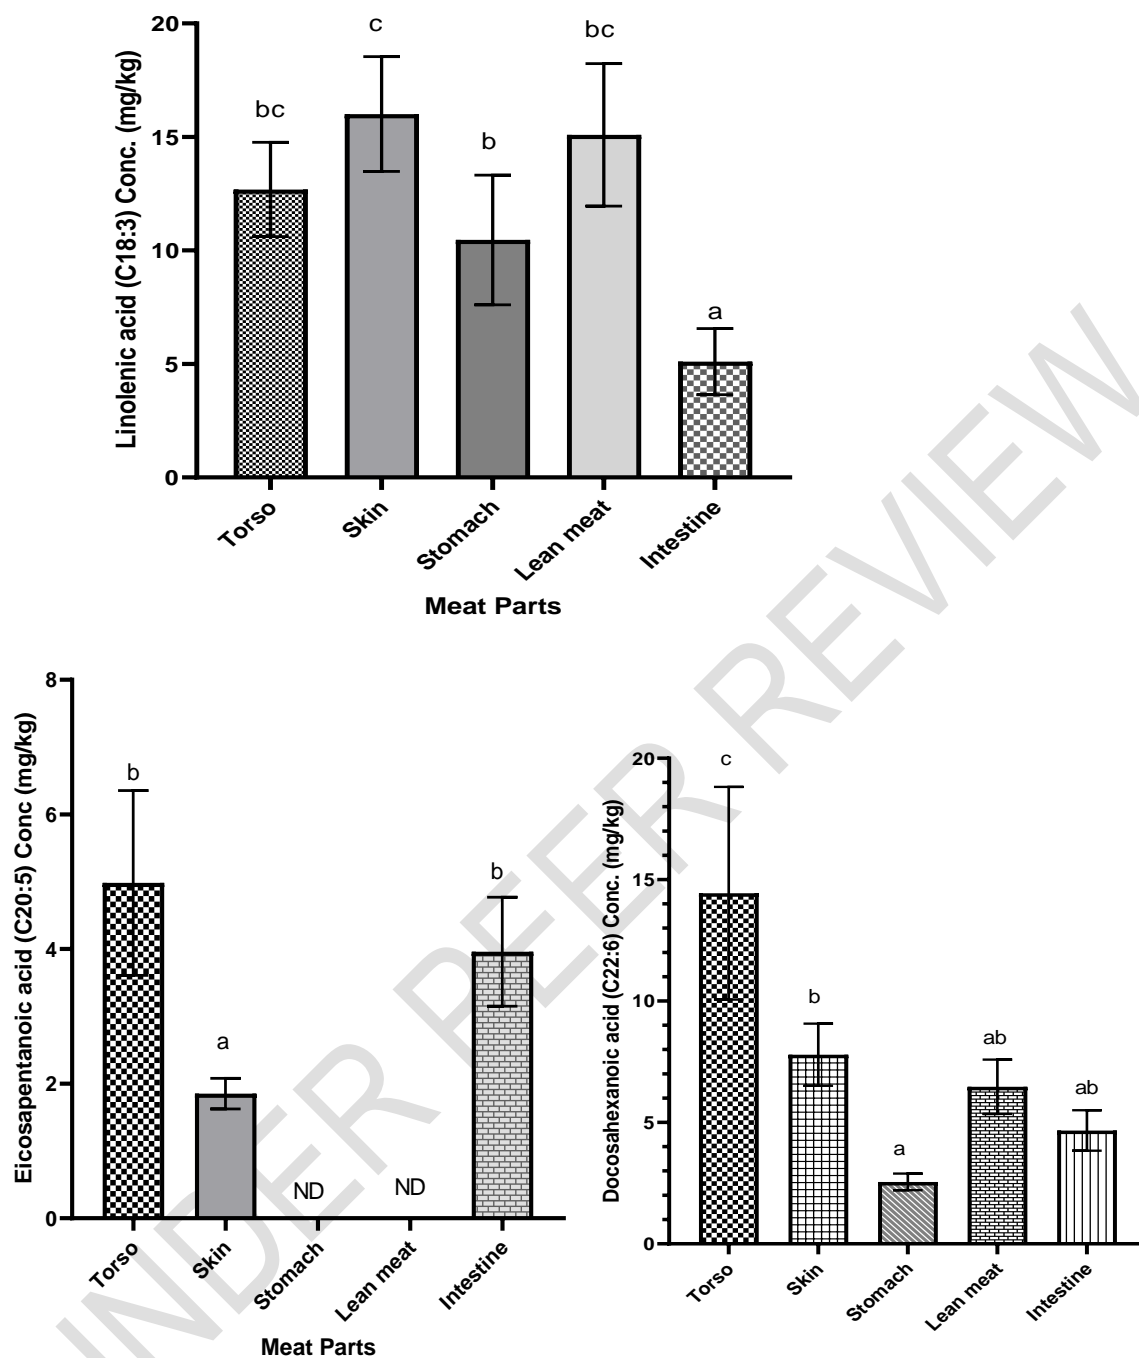 Linolenic acid (C18:3) Conc. (mg/kg)
20
15
10
5
0
bc
c
b
bc
a
Torso
Skin
Stomach
Lean meat
Intestine
Meat Parts
Eicosapentanoic acid (C20:5) Conc (mg/kg)
8
6
4
2
0
b
a
ND
ND
b
Torso
Skin
Stomach
Lean meat
Intestine
Meat Parts
Docosahexanoic acid (C22:6) Conc. (mg/kg)
20
15
10
5
0
c
b
a
ab
ab
Torso
Skin
Stomach
Lean meat
Intestine
INDER PEER REVIEW